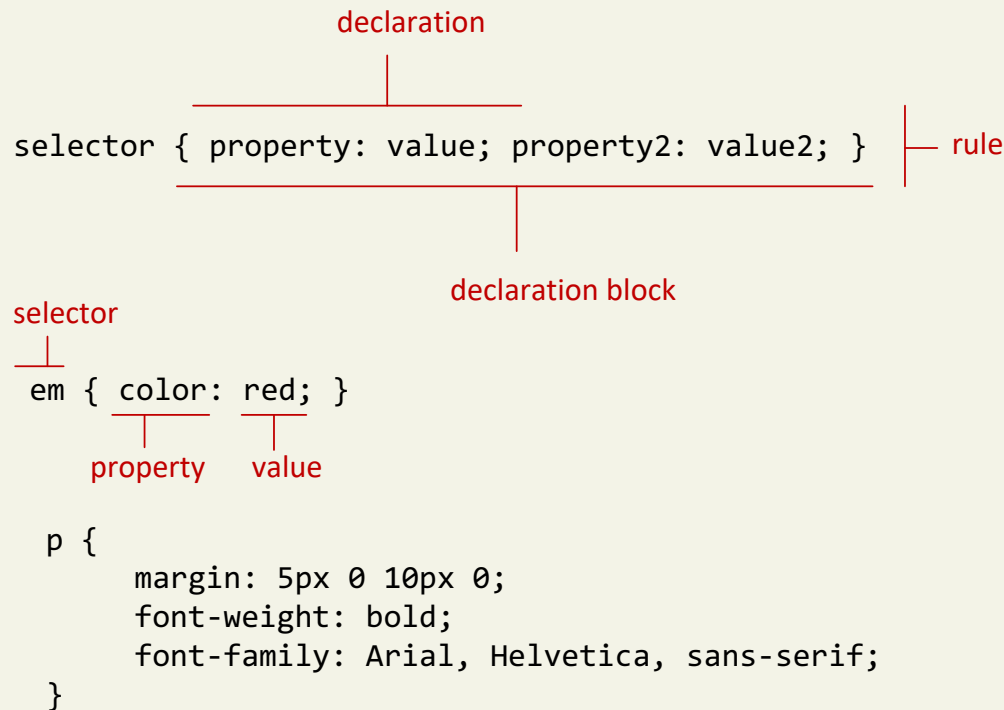 declaration
selector { property: value; property2: value2; }
rule
declaration block
selector
em { color: red; }
property value
p {
margin: 5px 0 10px 0;
font-weight: bold;
font-family: Arial, Helvetica, sans-serif;
}